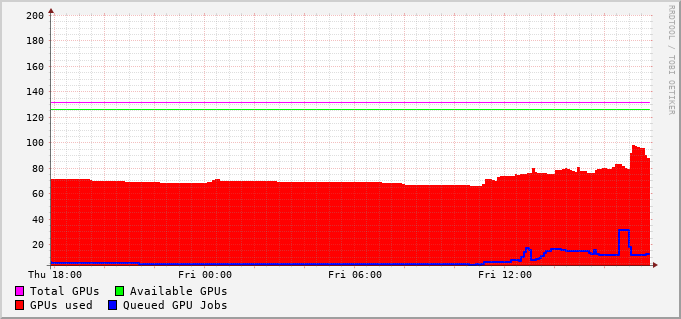 200
180
160
140
120
100
80
60
40
20
Thu 18:00 Fri 00:00 Fri 06:00 Fri 12:00
Total GPUs Available GPUs
GPUs used Queued GPU Jobs
RRDTOOL / TOBI OETIKER